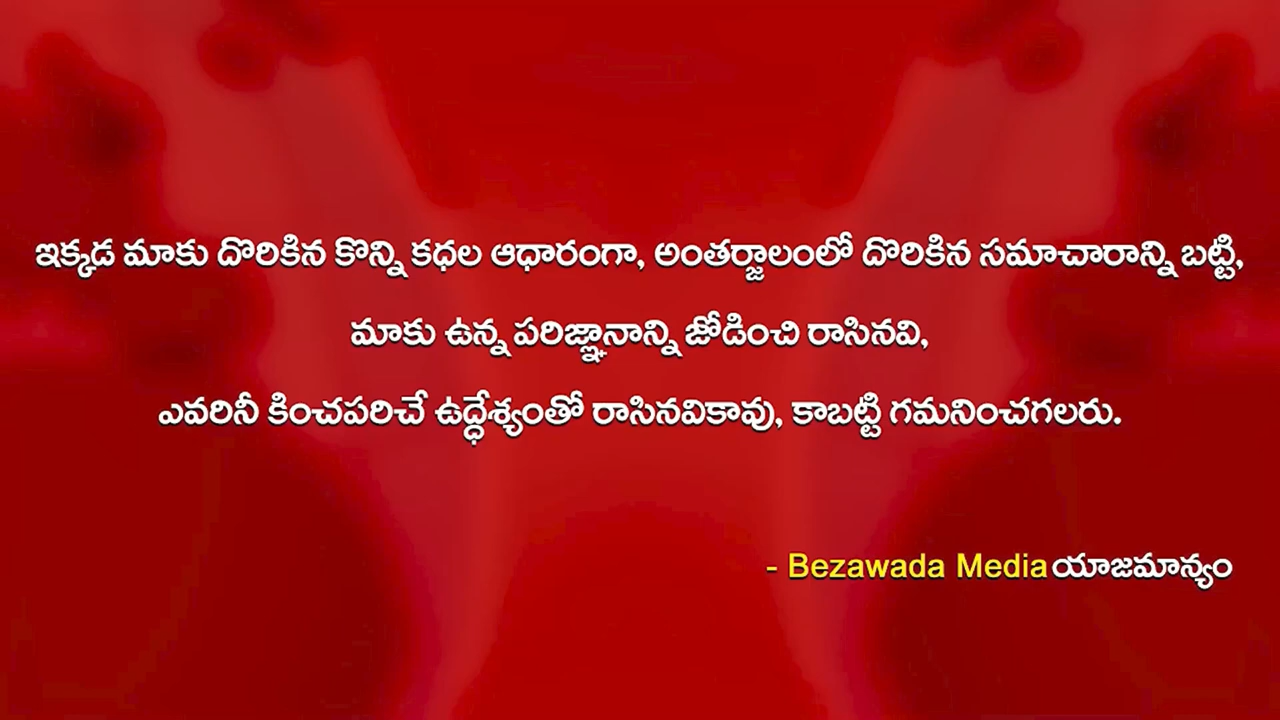 ఇక్కడ మాకు దొరికిన కొన్ని కధల ఆధారంగా, అంతర్జాలంలో దొరికిన సమాచారాన్ని బట్టి,
మాకు ఉన్న పరిజ్ఞానాన్ని జోడించి రాసినవి,
ఎవరినీ కించపరిచే ఉద్ధేశ్యంతో రాసినవికావు, కాబట్టి గమనించగలరు.
- Bezawada Media యాజమాన్యం